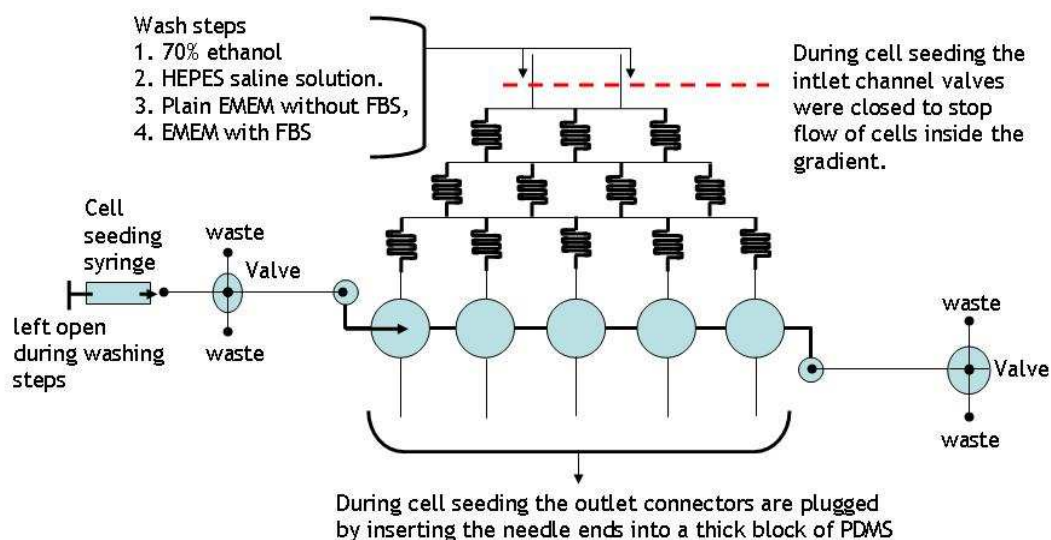 Wash steps
1. 70% ethanol
2. HEPES saline solution.
3. Plain EMEM without FBS,
4. EMEM with FBS
During cell seeding the
intlet channel valves
were closed to stop
flow of cells inside the
gradient.
Cell
seeding
syringe
waste
Valve
waste
left open
during washing
steps
waste
Valve
waste
During cell seeding the outlet connectors are plugged
by inserting the needle ends into a thick block of PDMS